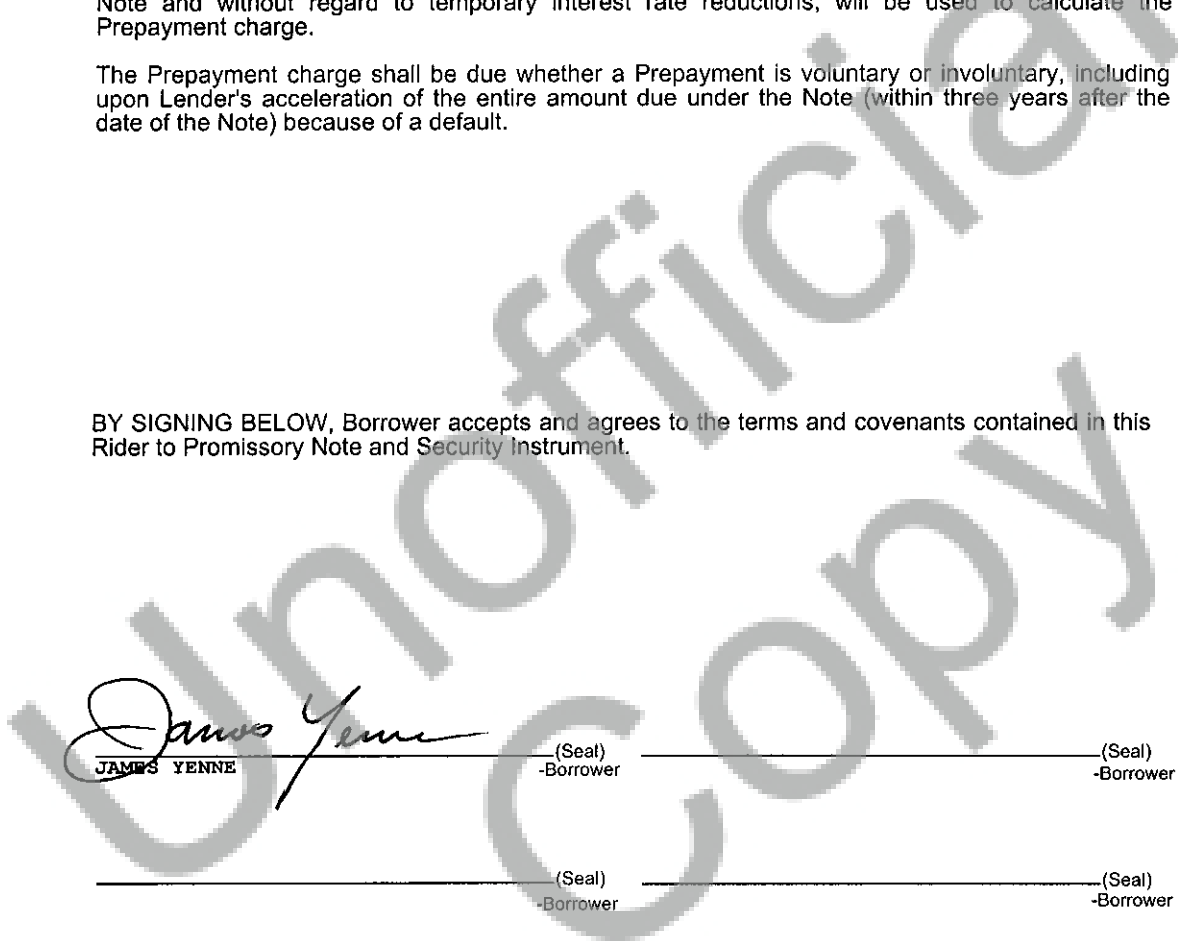 Note and without regard to temporary interest rate reductions, will be used to calculate the
Prepayment charge.
The Prepayment charge shall be due whether a Prepayment is voluntary or involuntary, including
upon Lender's acceleration of the entire amount due under the Note (within three years after the
date of the Note) because of a default.
BY SIGNING BELOW, Borrower accepts and agrees to the terms and covenants contained in this
Rider to Promissory Note and Security Instrument.
James Yenne
(Seal) (Seal)
JAMES YENNE -Borrower -Borrower
(Seal) (Seal)
-Borrower -Borrower
Unofficial
Copy